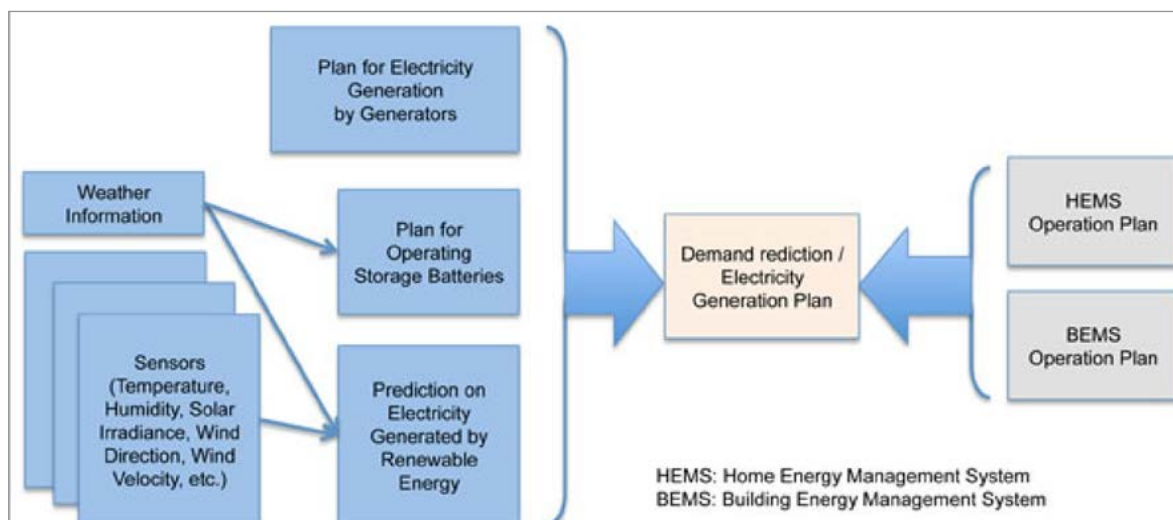 Plan for Electricity
Generation
by Generators
Weather
Information
Plan for
Operating
Storage Batteries
Sensors
(Temperature,
Humidity, Solar
Irradiance, Wind
Direction, Wind
Velocity, etc.)
Prediction on
Electricity
Generated by
Renewable
Energy
Demand rediction /
Electricity
Generation Plan
HEMS
Operation Plan
BEMS
Operation Plan
HEMS: Home Energy Management System
BEMS: Building Energy Management System